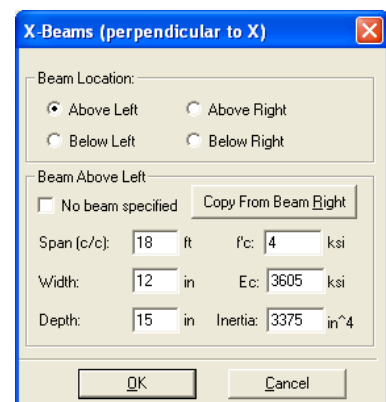 X-Beams (perpendicular to X)
Beam Location:
Above Left Above Right
Below Left Below Right
Beam Above Left
No beam specified Copy From Beam Right
Span (c/c): 18 ft f'c: 4 ksi
Width: 12 in Ec: 3605 ksi
Depth: 15 in Inertia: 3375 in^4
OK Cancel